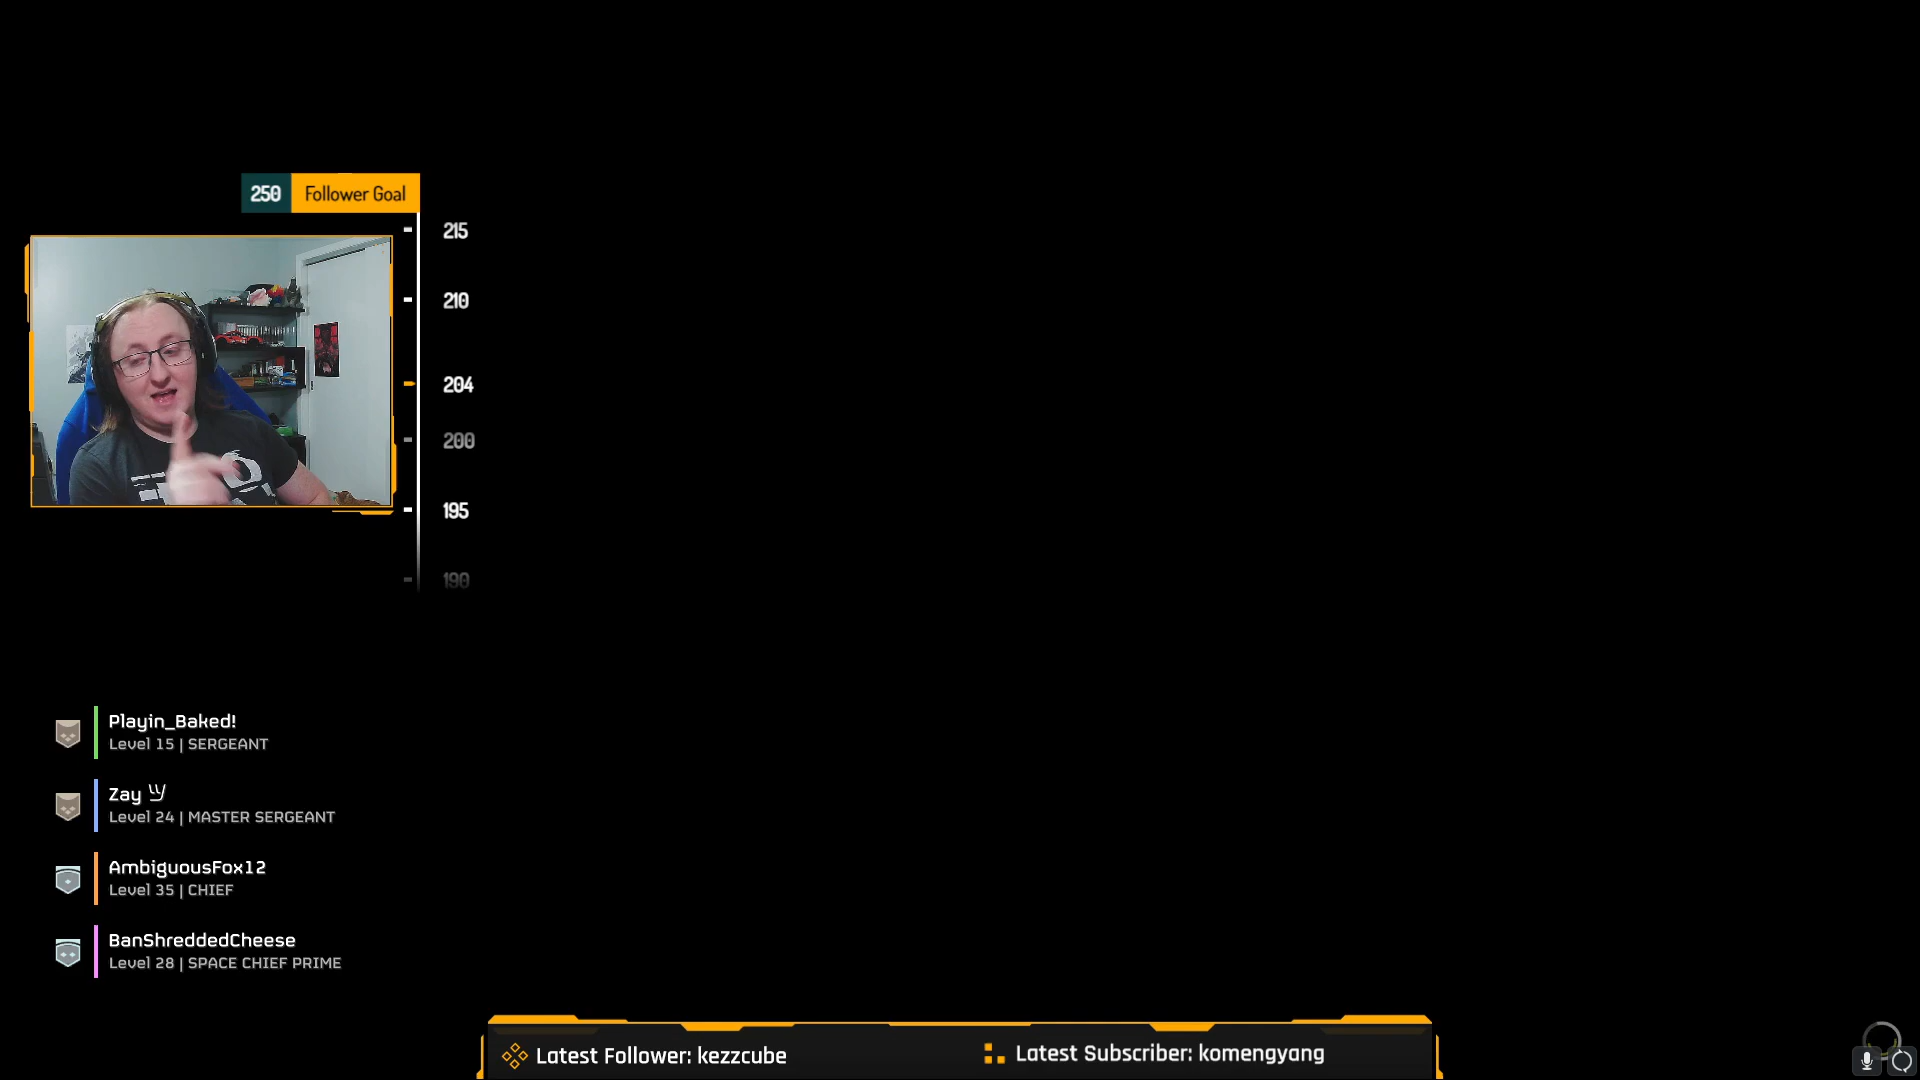 250 Follower Goal
215
210
204
200
195
190
Playin_Baked!
Level 15 | SERGEANT
Zay
Level 24 | MASTER SERGEANT
AmbiguousFox12
Level 35 | CHIEF
BanShreddedCheese
Level 28 | SPACE CHIEF PRIME
Latest Follower: kezzcube
Latest Subscriber: komengyang